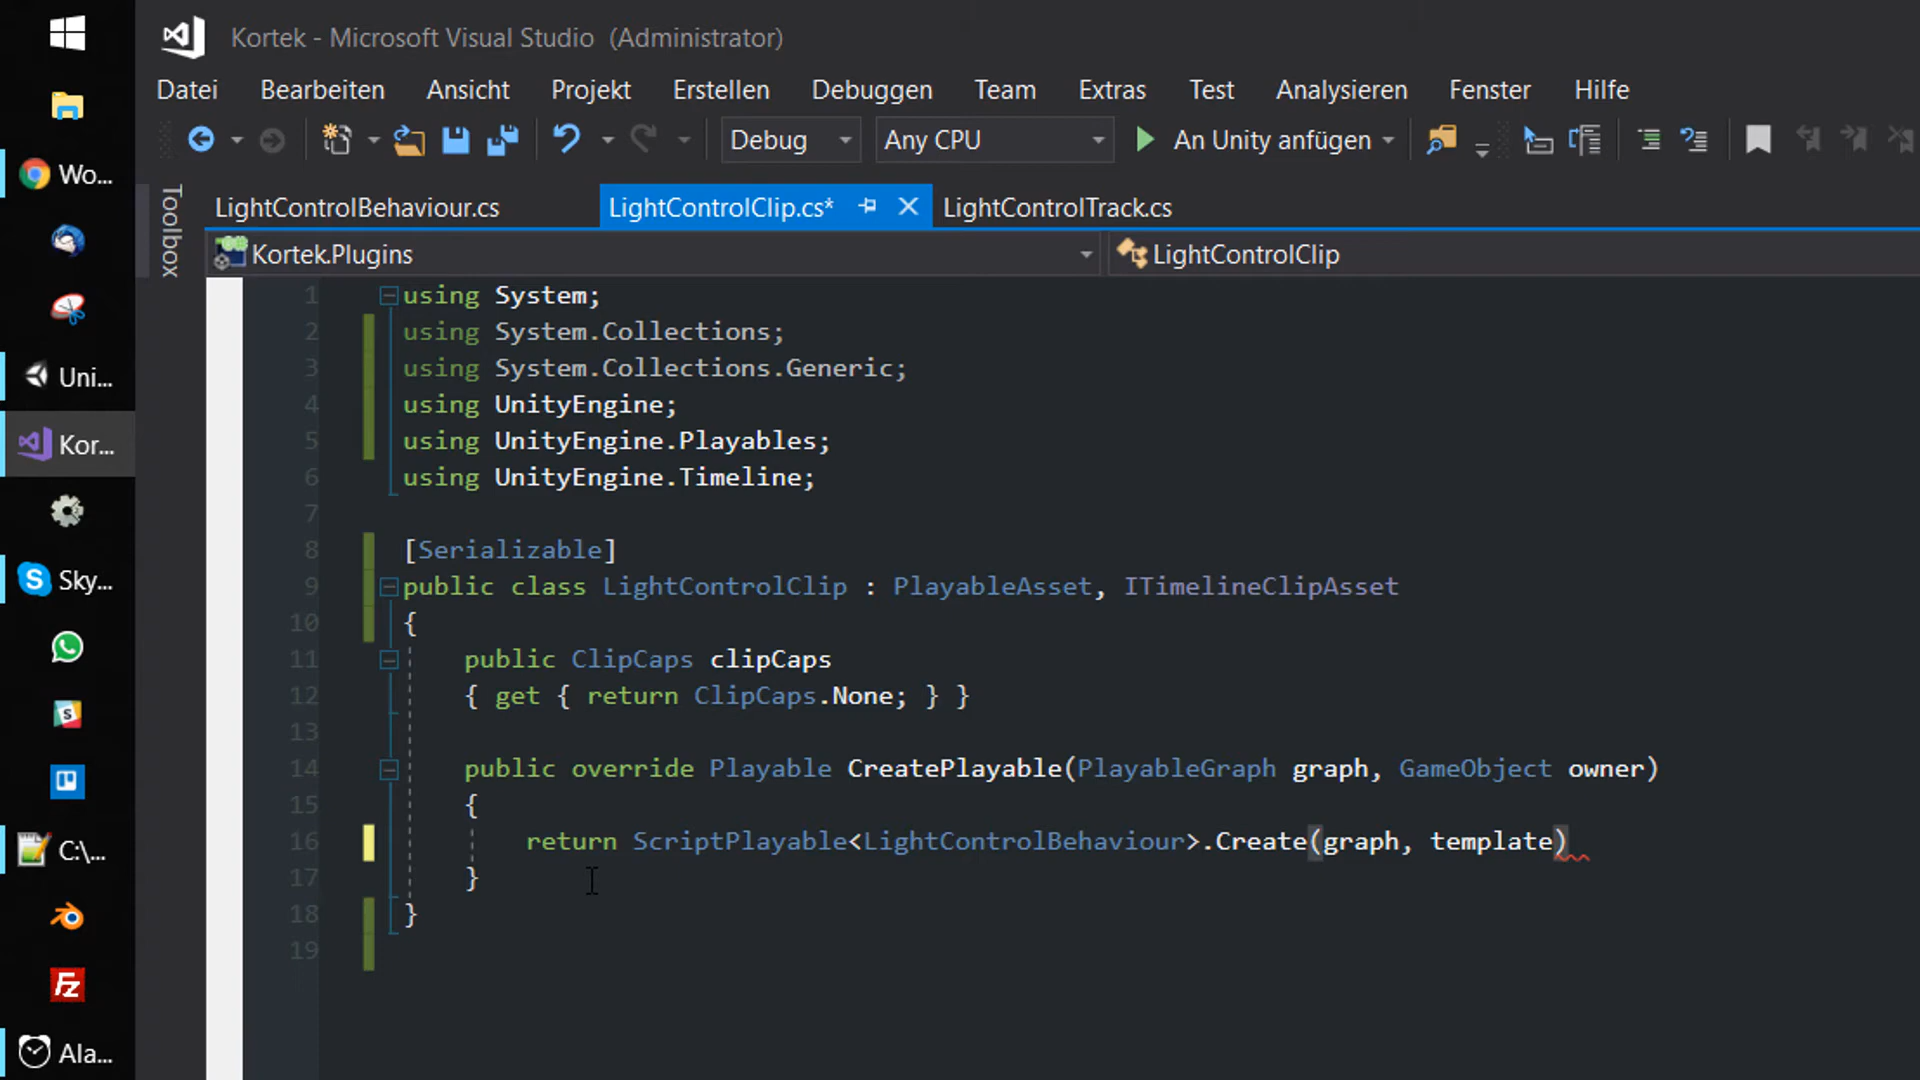 Kortek - Microsoft Visual Studio (Administrator)
Datei Bearbeiten Ansicht Projekt Erstellen Debuggen Team Extras Test Analysieren Fenster Hilfe
Debug Any CPU An Unity anfügen
Wo...
Uni...
Kor...
Sky...
C:\...
Ala...
Toolbox
LightControlBehaviour.cs LightControlClip.cs* LightControlTrack.cs
Kortek.Plugins LightControlClip
1 using System;
2 using System.Collections;
3 using System.Collections.Generic;
4 using UnityEngine;
5 using UnityEngine.Playables;
6 using UnityEngine.Timeline;
7
8 [Serializable]
9 public class LightControlClip : PlayableAsset, ITimelineClipAsset
10 {
11 public ClipCaps clipCaps
12 { get { return ClipCaps.None; } }
13
14 public override Playable CreatePlayable(PlayableGraph graph, GameObject owner)
15 {
16 return ScriptPlayable<LightControlBehaviour>.Create(graph, template)
17 }
18 }
19